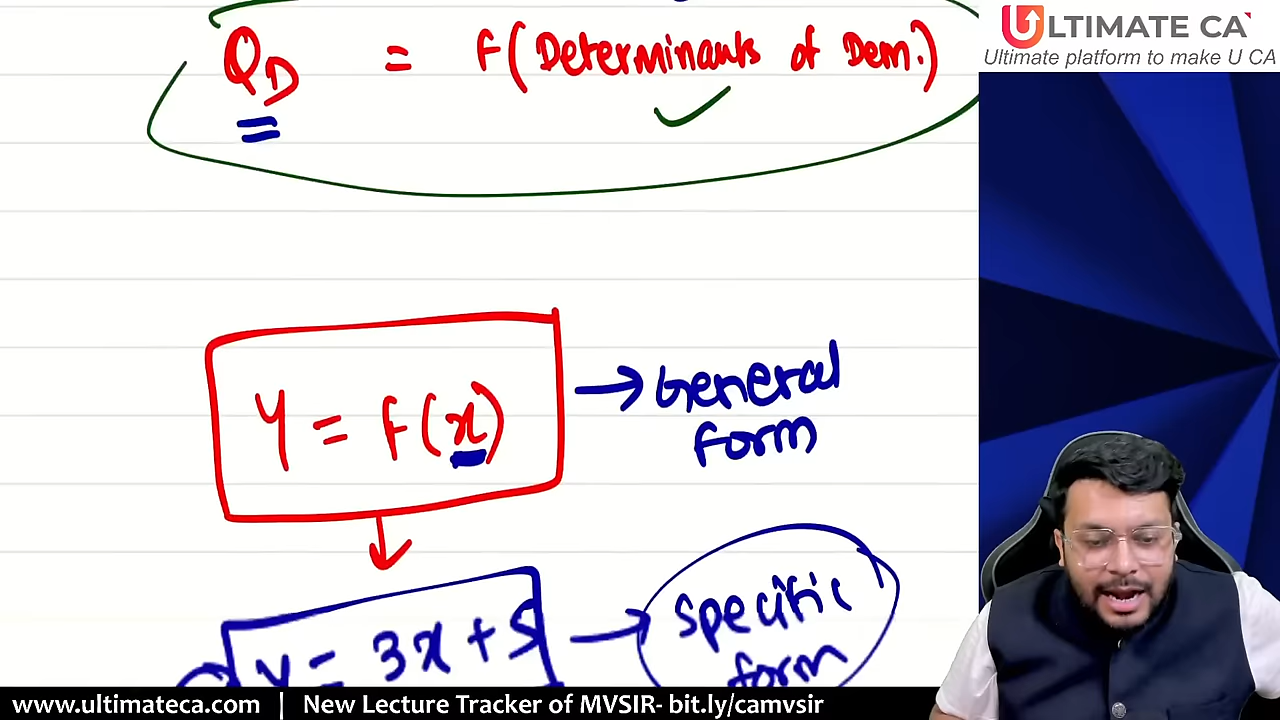 ULTIMATE CA
Ultimate platform to make U CA
QD = f(Determinants of Dem.)
Y = f(x) → General form
y = 3x + 5 → Specific form
www.ultimateca.com | New Lecture Tracker of MVSIR- bit.ly/camvsir